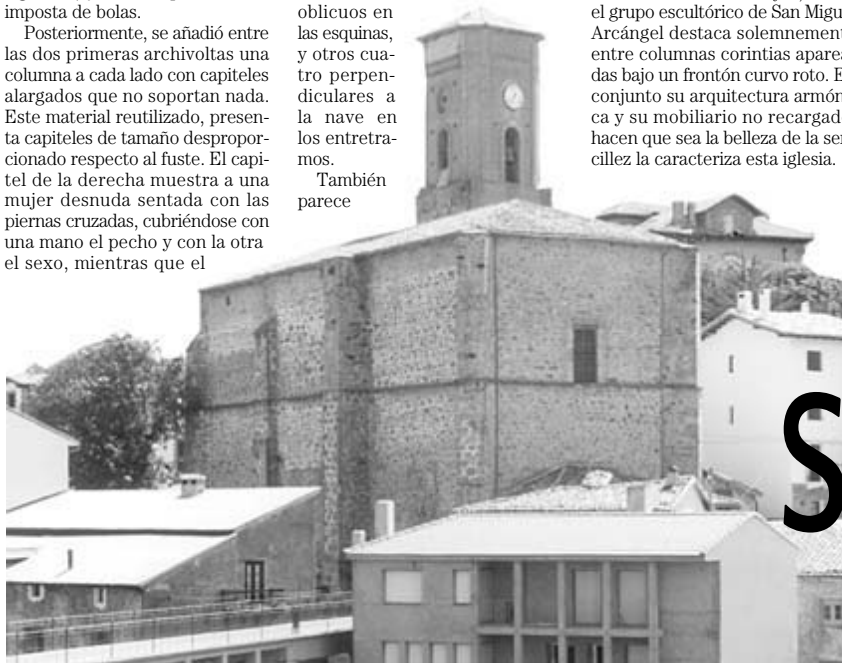 imposta de bolas.
Posteriormente, se añadió entre
las dos primeras archivoltas una
columna a cada lado con capiteles
alargados que no soportan nada.
Este material reutilizado, presen-
ta capiteles de tamaño despropor-
cionado respecto al fuste. El capi-
tel de la derecha muestra a una
mujer desnuda sentada con las
piernas cruzadas, cubriéndose con
una mano el pecho y con la otra
el sexo, mientras que el
oblicuos en
las esquinas,
y otros cua-
tro perpen-
diculares a
la nave en
los entretra-
mos.
También
parece
el grupo escultórico de San Migu
Arcángel destaca solemnement
entre columnas corintias aparea
das bajo un frontón curvo roto. E
conjunto su arquitectura armón
ca y su mobiliario no recargad
hacen que sea la belleza de la sen
cillez la caracteriza esta iglesia.
S